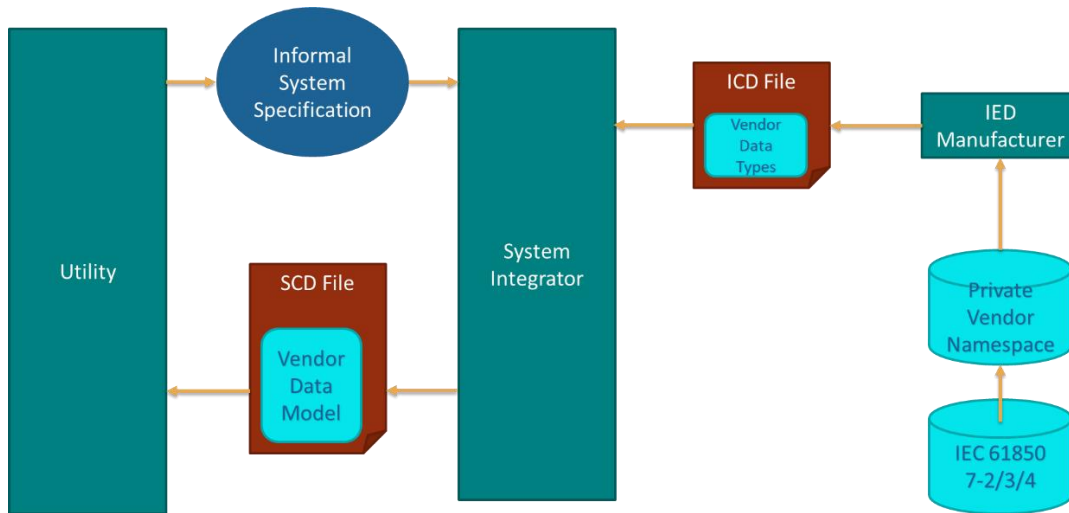 Utility
Informal
System
Specification
SCD File
Vendor
Data
Model
System
Integrator
ICD File
Vendor
Data
Types
IED
Manufacturer
Private
Vendor
Namespace
IEC 61850
7-2/3/4